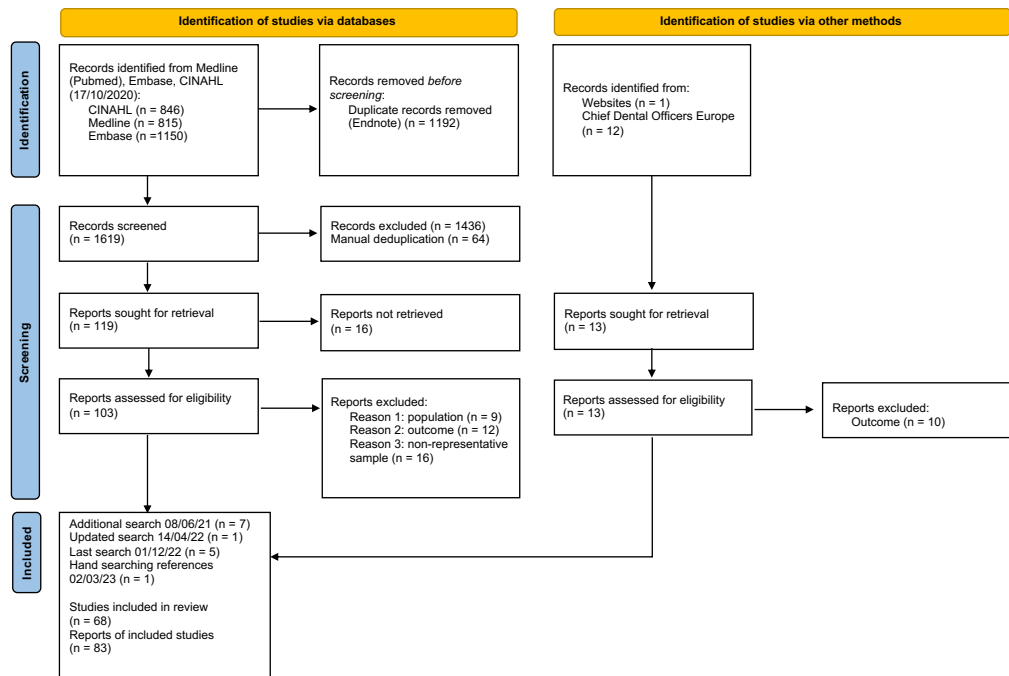 Identification of studies via databases
Identification of studies via other methods
Identification
Records identified from Medline
(Pubmed), Embase, CINAHL
(17/10/2020):
CINAHL (n = 846)
Medline (n = 815)
Embase (n =1150)
Records removed before
screening:
Duplicate records removed
(Endnote) (n = 1192)
Records identified from:
Websites (n = 1)
Chief Dental Officers Europe
(n = 12)
Screening
Records screened
(n = 1619)
Records excluded (n = 1436)
Manual deduplication (n = 64)
Reports sought for retrieval
(n = 119)
Reports not retrieved
(n = 16)
Reports sought for retrieval
(n = 13)
Reports assessed for eligibility
(n = 103)
Reports excluded:
Reason 1: population (n = 9)
Reason 2: outcome (n = 12)
Reason 3: non-representative
sample (n = 16)
Reports assessed for eligibility
(n = 13)
Reports excluded:
Outcome (n = 10)
Included
Additional search 08/06/21 (n = 7)
Updated search 14/04/22 (n = 1)
Last search 01/12/22 (n = 5)
Hand searching references
02/03/23 (n = 1)
Studies included in review
(n = 68)
Reports of included studies
(n = 83)